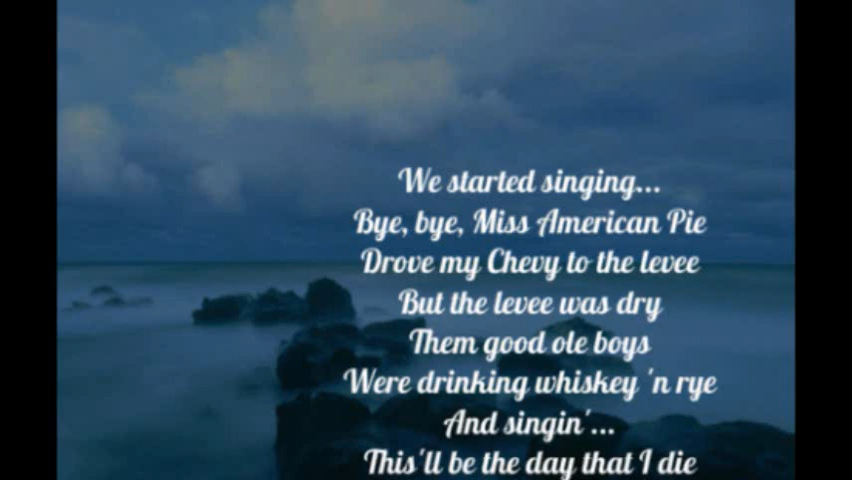 We started singing...
Bye, bye, Miss American Pie
Drove my Chevy to the levee
But the levee was dry
Them good ole boys
Were drinking whiskey 'n rye
And singin'...
This'll be the day that I die